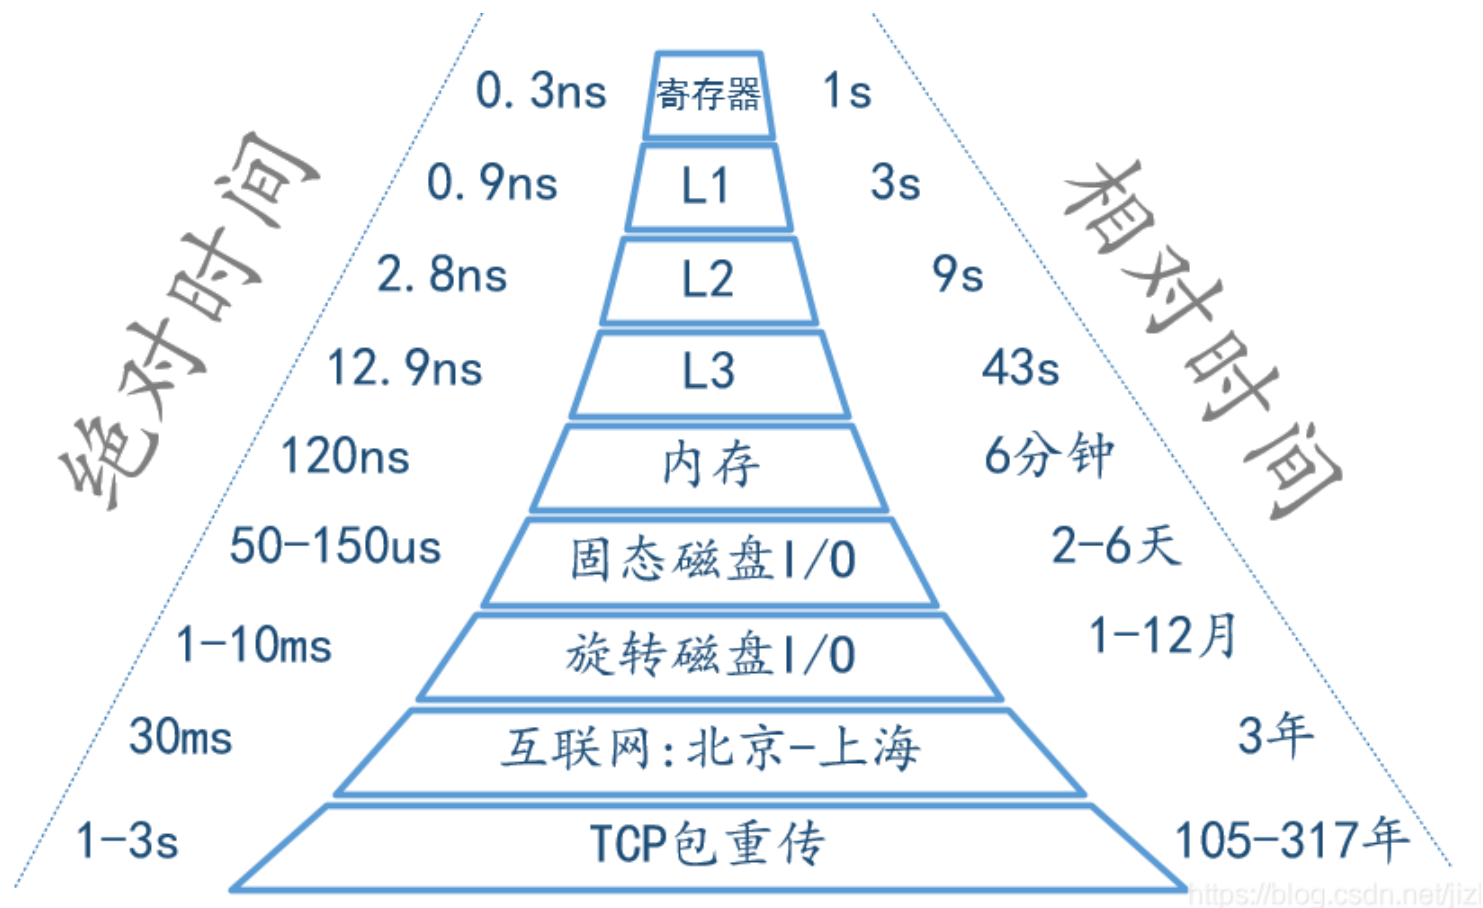 0.3ns 寄存器 1s
0.9ns L1 3s
2.8ns L2 9s
12.9ns L3 43s
120ns 内存 6分钟
50-150us 固态磁盘I/O 2-6天
1-10ms 旋转磁盘I/O 1-12月
30ms 互联网:北京-上海 3年
1-3s TCP包重传 105-317年
绝对时间
相对时间
https://blog.csdn.net/jizh